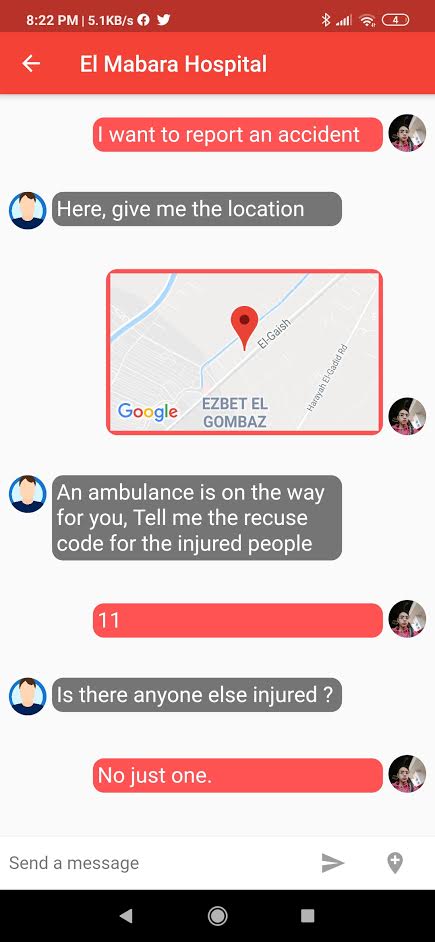 8:22 PM | 5.1KB/s
4
El Mabara Hospital
I want to report an accident
Here, give me the location
El-Gaish
Harayah El-Gadid Rd
Google
EZBET EL
GOMBAZ
An ambulance is on the way
for you, Tell me the recuse
code for the injured people
11
Is there anyone else injured ?
No just one.
Send a message